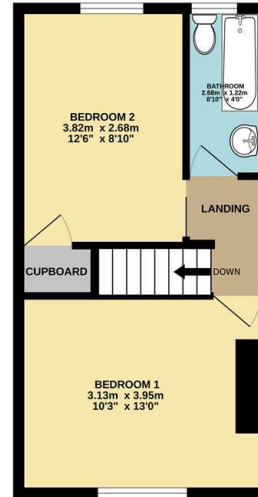 BEDROOM 2
3.82m x 2.68m
12'6" x 8'10"
BATHROOM
2.68m x 1.22m
8'10" x 4'0"
LANDING
CUPBOARD
DOWN
BEDROOM 1
3.13m x 3.95m
10'3" x 13'0"